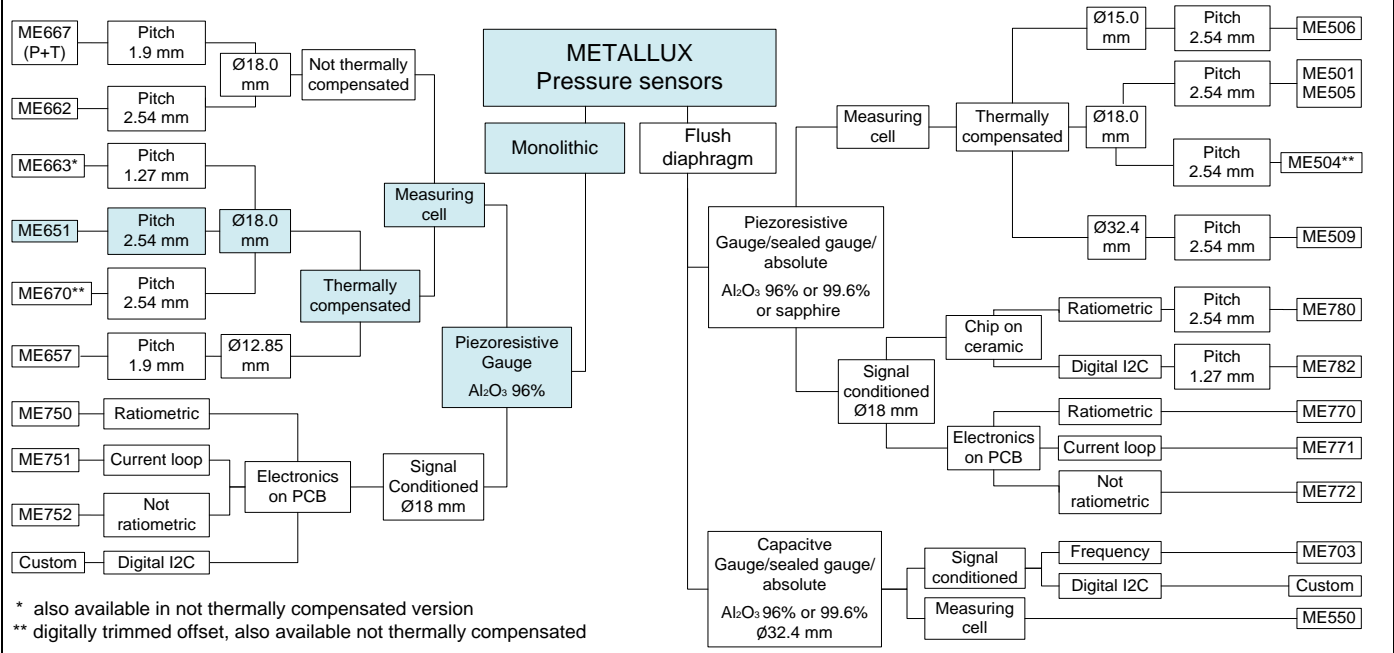 METALLUX
Pressure sensors
Monolithic
Flush
diaphragm
ME667
(P+T)
Pitch
1.9 mm
Ø18.0
mm
Not thermally
compensated
ME662
Pitch
2.54 mm
ME663*
Pitch
1.27 mm
ME651
Pitch
2.54 mm
Ø18.0
mm
Measuring
cell
ME670**
Pitch
2.54 mm
Thermally
compensated
ME657
Pitch
1.9 mm
Ø12.85
mm
Piezoresistive
Gauge
Al2O3 96%
ME750
Ratiometric
ME751
Current loop
Electronics
on PCB
Signal
Conditioned
Ø18 mm
ME752
Not
ratiometric
Custom
Digital I2C
* also available in not thermally compensated version
** digitally trimmed offset, also available not thermally compensated
Ø15.0
mm
Pitch
2.54 mm
ME506
Measuring
cell
Thermally
compensated
Ø18.0
mm
Pitch
2.54 mm
ME501
ME505
Pitch
2.54 mm
ME504**
Ø32.4
mm
Pitch
2.54 mm
ME509
Piezoresistive
Gauge/sealed gauge/
absolute
Al2O3 96% or 99.6%
or sapphire
Signal
conditioned
Ø18 mm
Chip on
ceramic
Ratiometric
Pitch
2.54 mm
ME780
Digital I2C
Pitch
1.27 mm
ME782
Electronics
on PCB
Ratiometric
ME770
Current loop
ME771
Not
ratiometric
ME772
Capacitve
Gauge/sealed gauge/
absolute
Al2O3 96% or 99.6%
Ø32.4 mm
Signal
conditioned
Frequency
ME703
Digital I2C
Custom
Measuring
cell
ME550